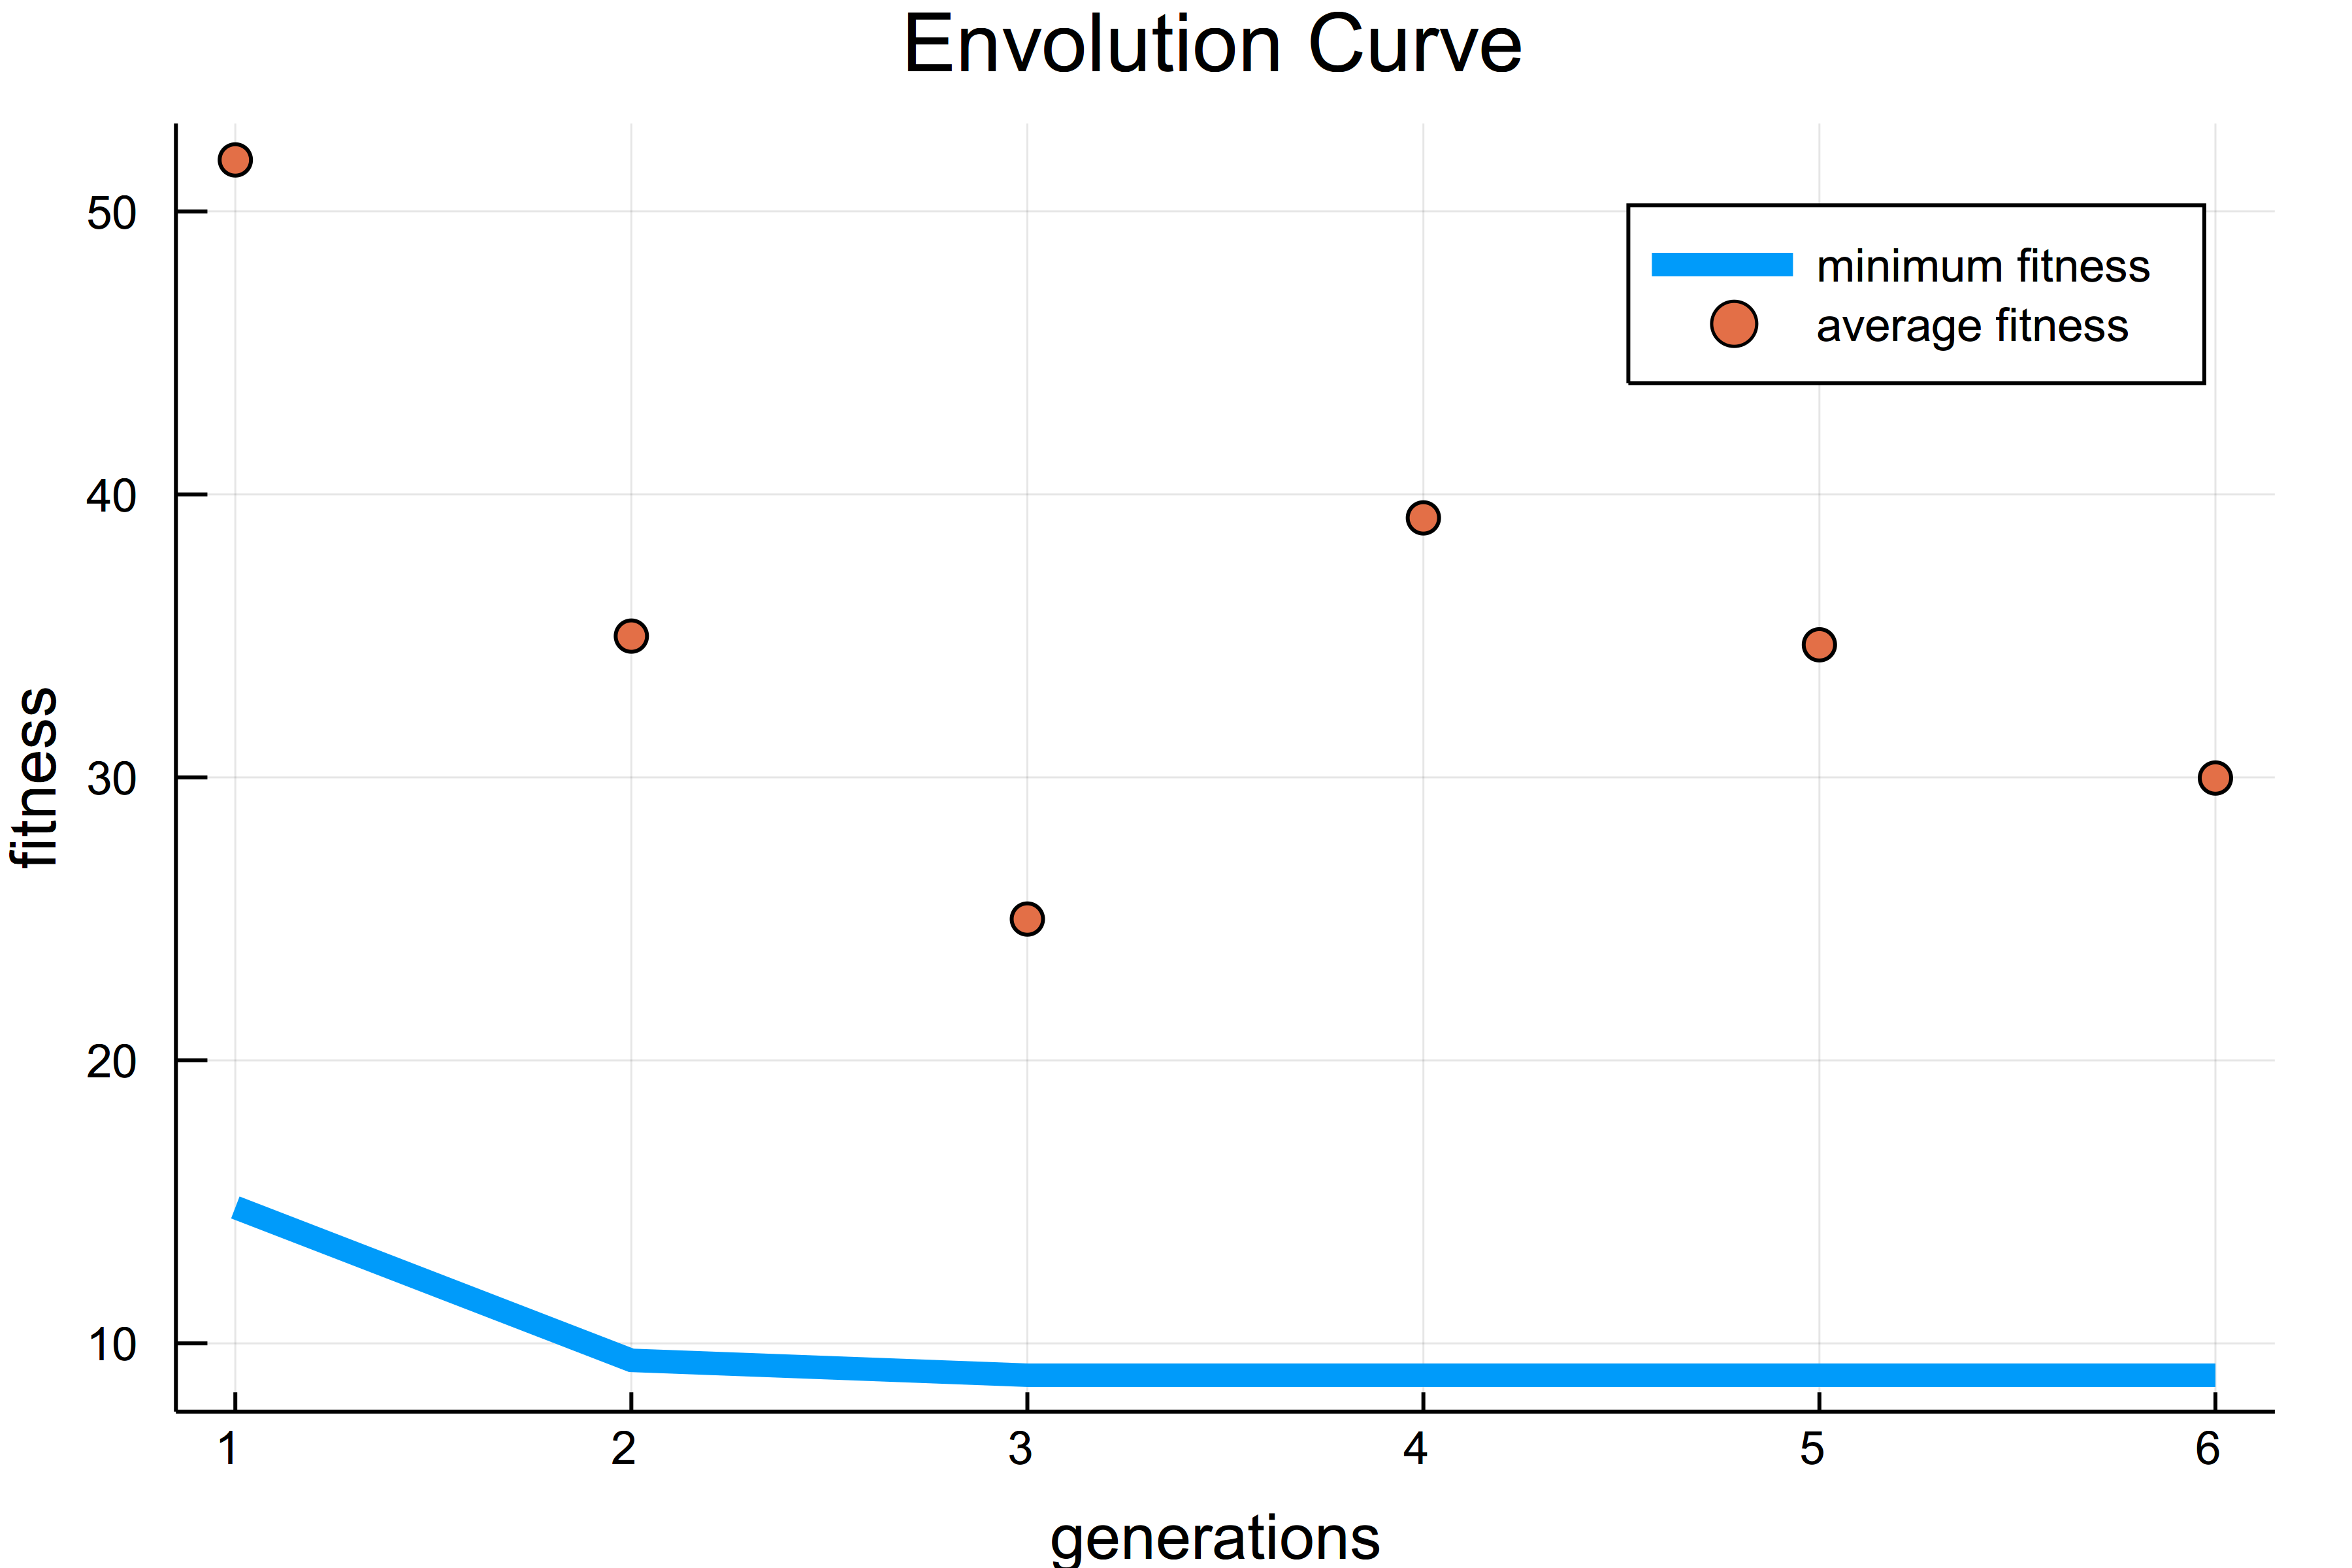 Envolution Curve
50
40
30
20
10
fitness
minimum fitness
average fitness
1 2 3 4 5 6
generations